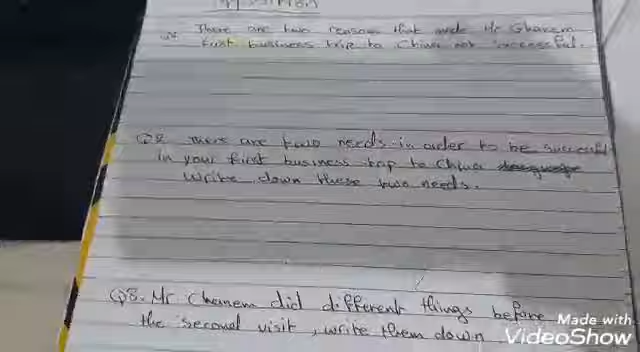 There are two reasons that made Mr Ghanem
first business trip to China not successful.
Q2 There are two needs in order to be successful
in your first business trip to China
Write down these two needs.
Q3. Mr Ghanem did different things before
the second visit, write them down
Made with
VideoShow